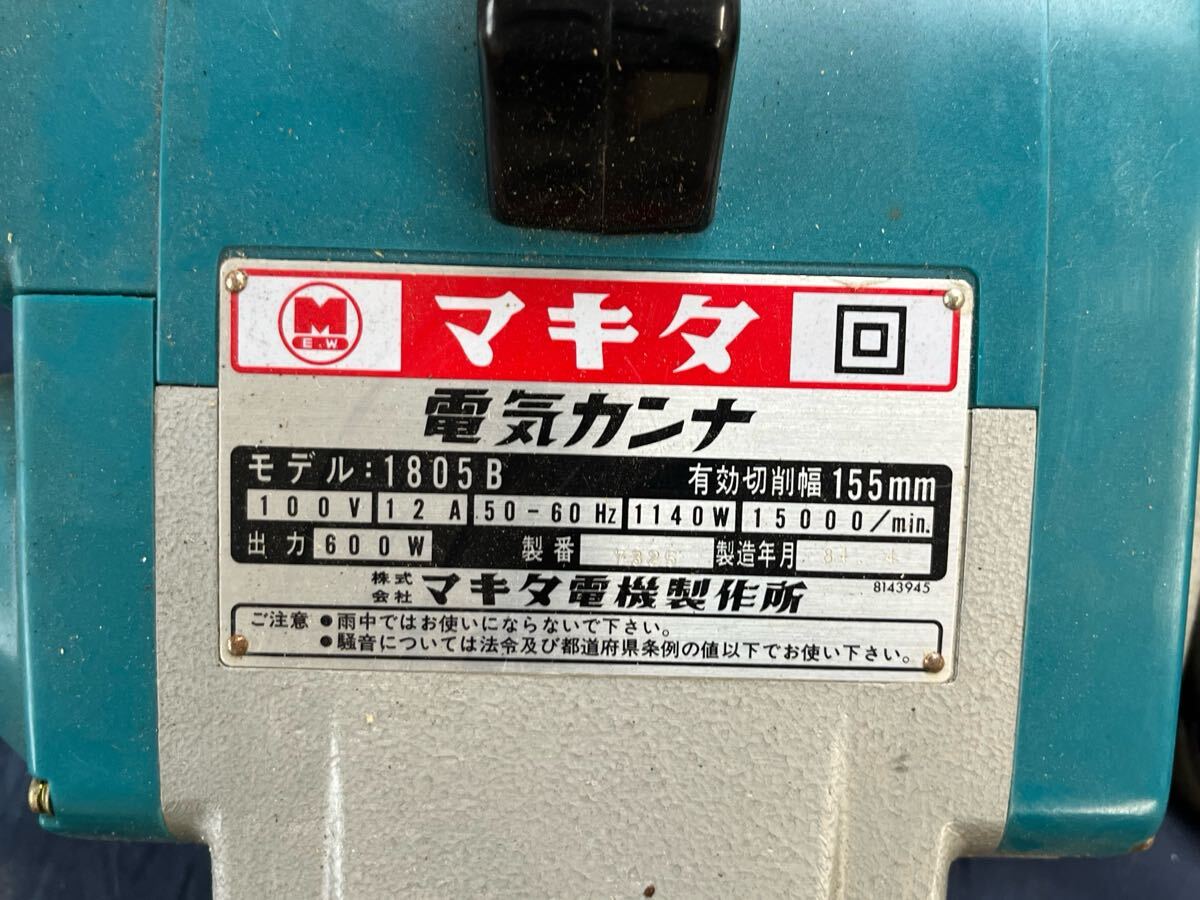 M
E.W
マキタ
電気カンナ
モデル:1805B 有効切削幅 155mm
100V 12A 50-60Hz 1140W 15000/min.
出力 600W 製番 製造年月
株式会社 マキタ電機製作所 8143945
ご注意 ●雨中ではお使いにならないで下さい。
●騒音については法令及び都道府県条例の値以下でお使い下さい。